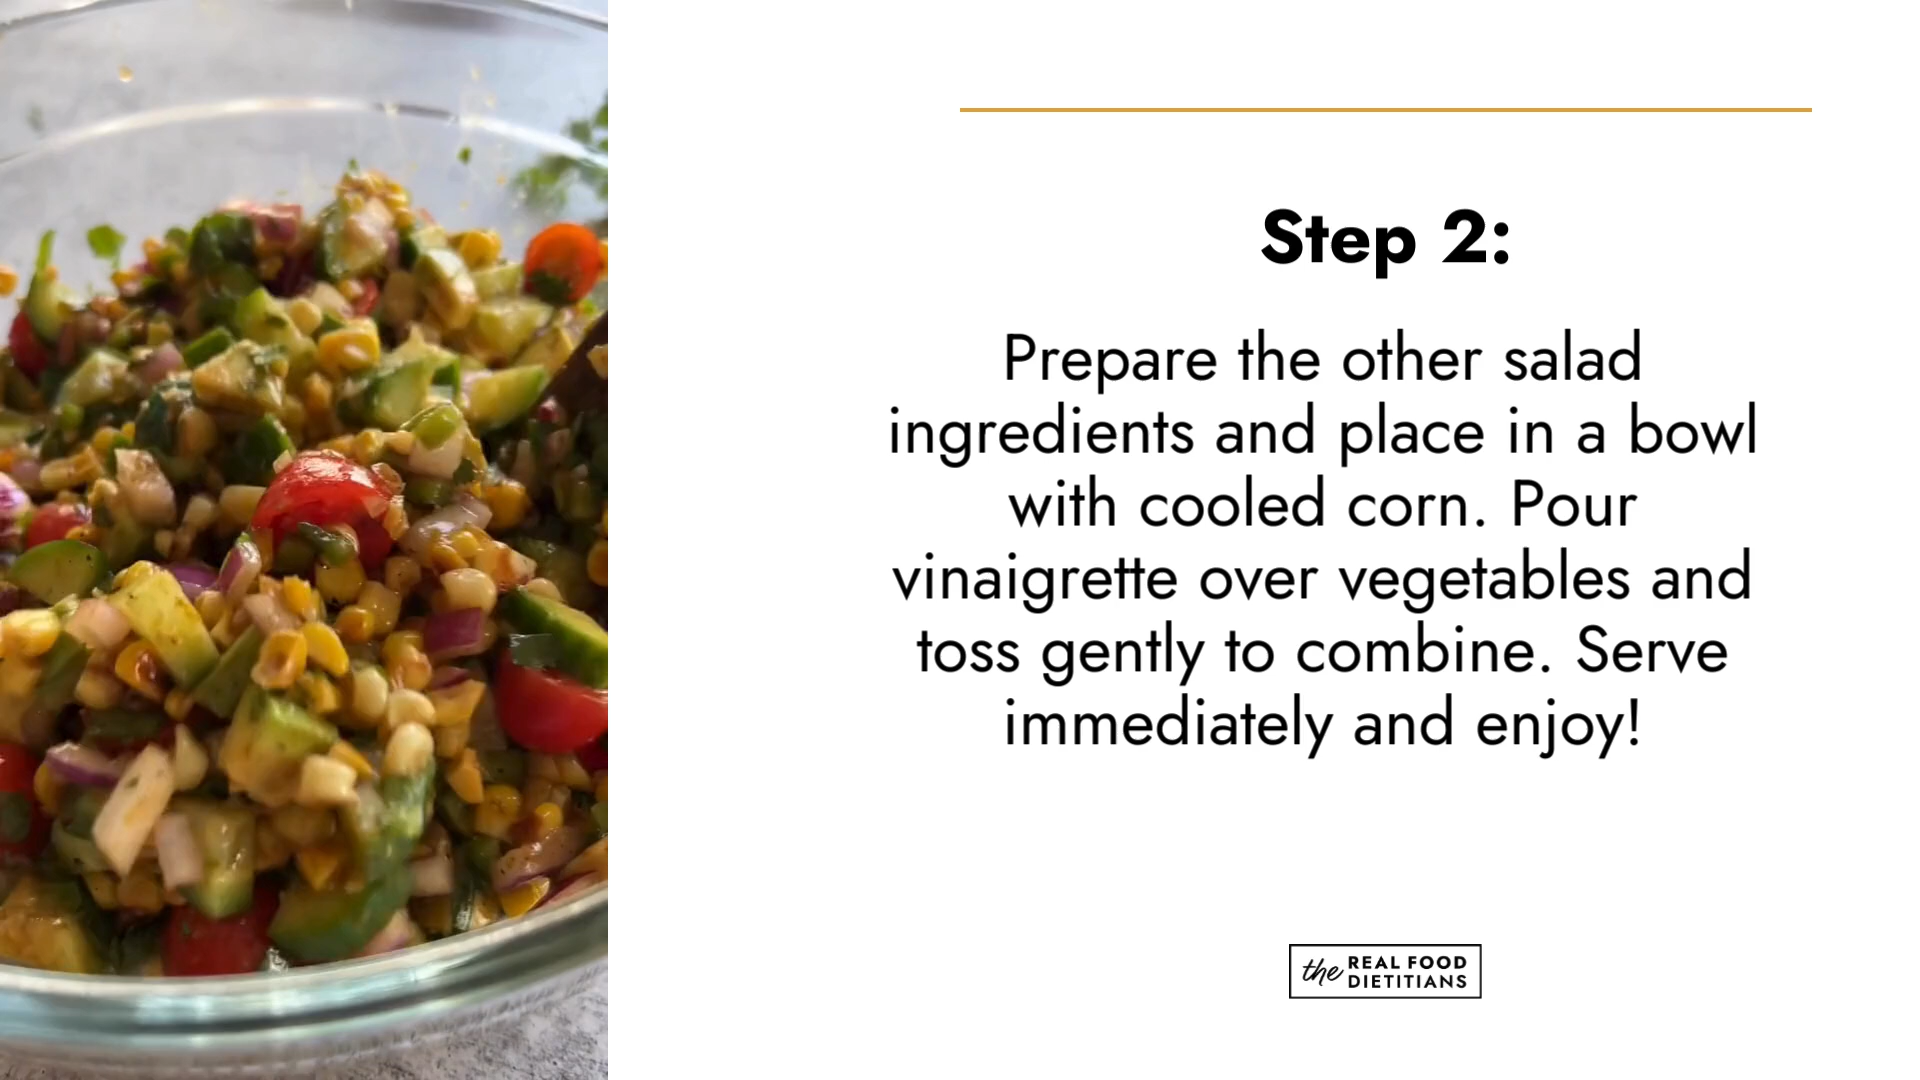 Step 2:
Prepare the other salad
ingredients and place in a bowl
with cooled corn. Pour
vinaigrette over vegetables and
toss gently to combine. Serve
immediately and enjoy!
the REAL FOOD
DIETITIANS